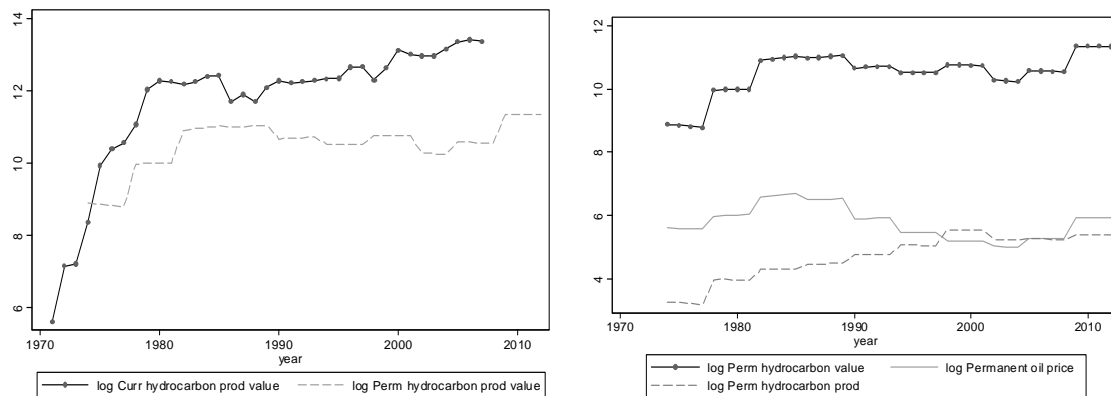 14
12
10
8
6
1970
1980
1990
2000
2010
year
log Curr hydrocarbon prod value
log Perm hydrocarbon prod value
12
10
8
6
4
1970
1980
1990
2000
2010
year
log Perm hydrocarbon value
log Permanent oil price
log Perm hydrocarbon prod